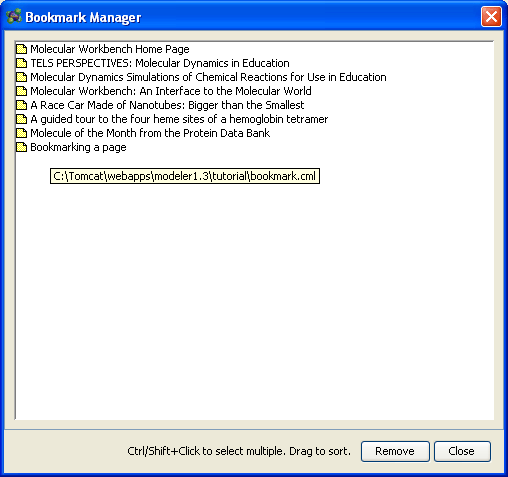 Bookmark Manager
Molecular Workbench Home Page
TELS PERSPECTIVES: Molecular Dynamics in Education
Molecular Dynamics Simulations of Chemical Reactions for Use in Education
Molecular Workbench: An Interface to the Molecular World
A Race Car Made of Nanotubes: Bigger than the Smallest
A guided tour to the four heme sites of a hemoglobin tetramer
Molecule of the Month from the Protein Data Bank
Bookmarking a page
C:\Tomcat\webapps\modeler1.3\tutorial\bookmark.cml
Ctrl/Shift+Click to select multiple. Drag to sort. Remove Close